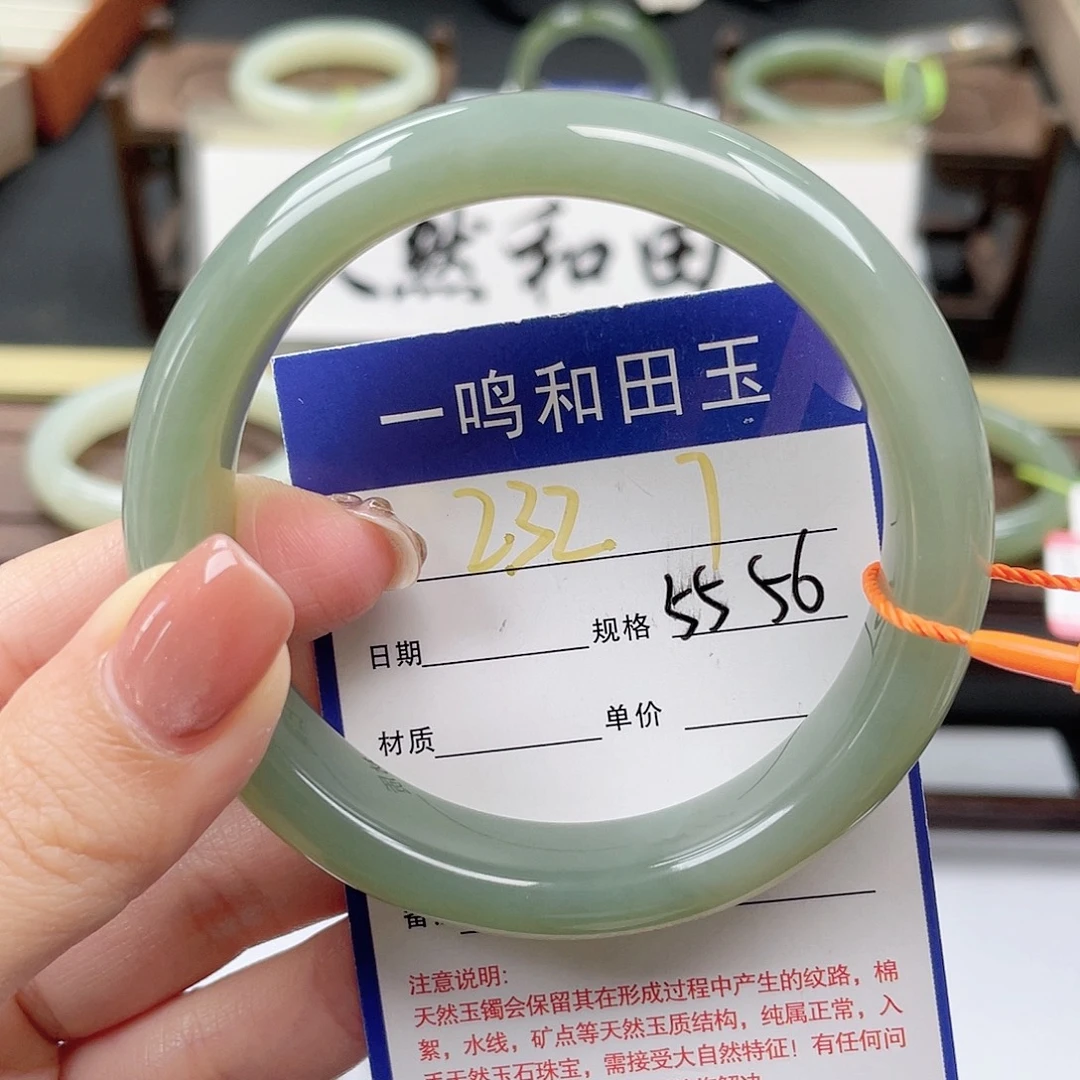 然和田
一鸣和田玉
232 7
日期 规格 55 56
材质 单价
备
注意说明:
天然玉镯会保留其在形成过程中产生的纹路，棉
絮，水线，矿点等天然玉质结构，纯属正常，入
手天然玉石珠宝，需接受大自然特征！有任何问